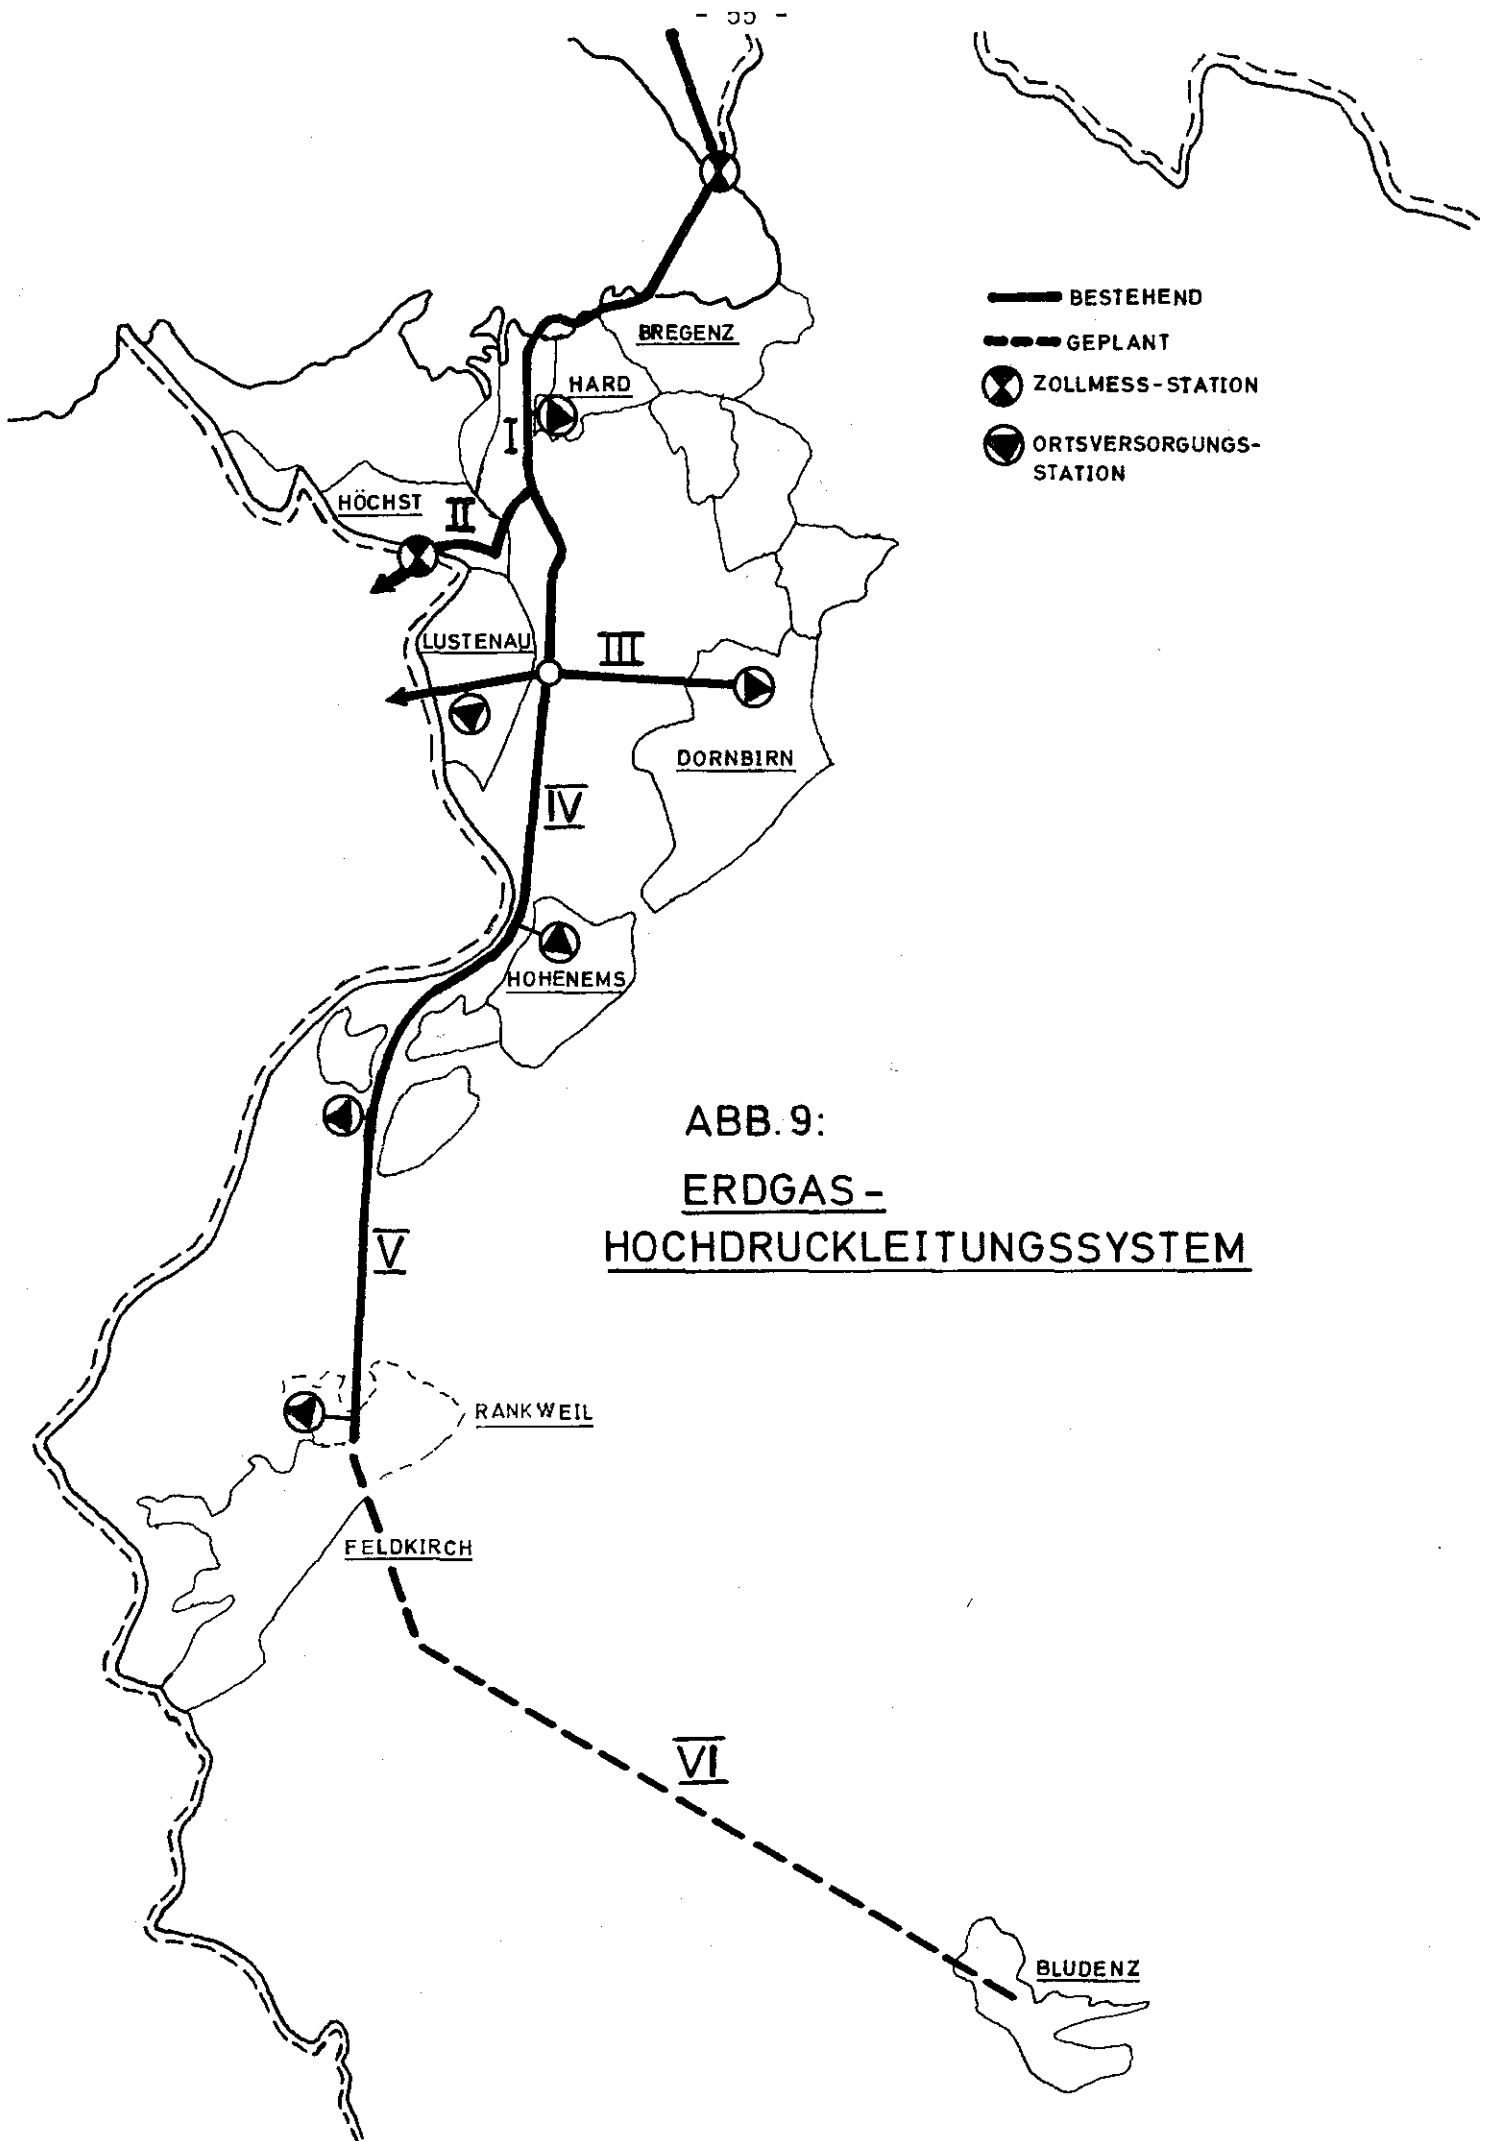 - 55 -
BESTEHEND
GEPLANT
ZOLLMESS-STATION
ORTSVERSORGUNGS-
STATION
BREGENZ
HARD
I
HÖCHST
II
LUSTENAU
III
DORNBIRN
IV
HOHENEMS
ABB. 9:
ERDGAS-
HOCHDRUCKLEITUNGSSYSTEM
V
RANKWEIL
FELDKIRCH
VI
BLUDENZ